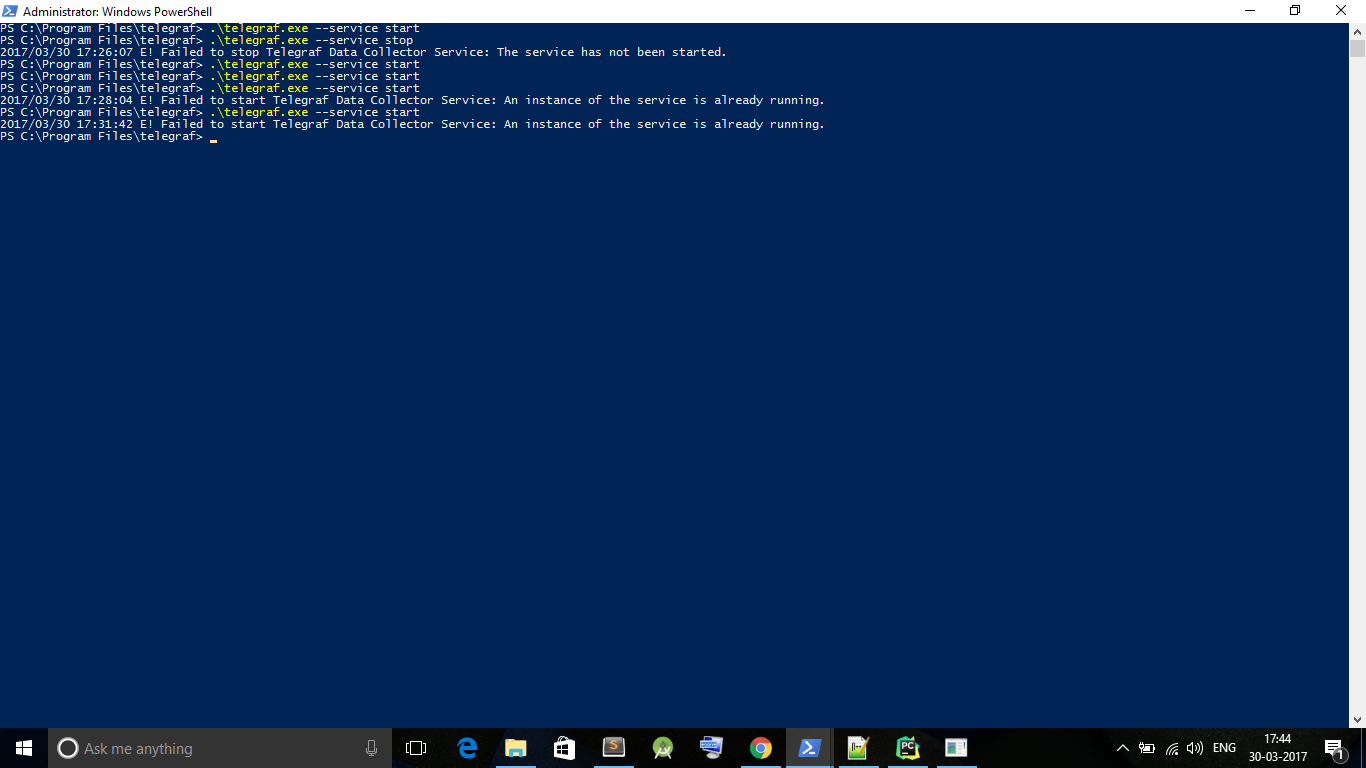 Administrator: Windows PowerShell
PS C:\Program Files\telegraf> .\telegraf.exe --service start
PS C:\Program Files\telegraf> .\telegraf.exe --service stop
2017/03/30 17:26:07 E! Failed to stop Telegraf Data Collector Service: The service has not been started.
PS C:\Program Files\telegraf> .\telegraf.exe --service start
PS C:\Program Files\telegraf> .\telegraf.exe --service start
PS C:\Program Files\telegraf> .\telegraf.exe --service start
2017/03/30 17:28:04 E! Failed to start Telegraf Data Collector Service: An instance of the service is already running.
PS C:\Program Files\telegraf> .\telegraf.exe --service start
2017/03/30 17:31:42 E! Failed to start Telegraf Data Collector Service: An instance of the service is already running.
PS C:\Program Files\telegraf>
Ask me anything
ENG
17:44
30-03-2017
1